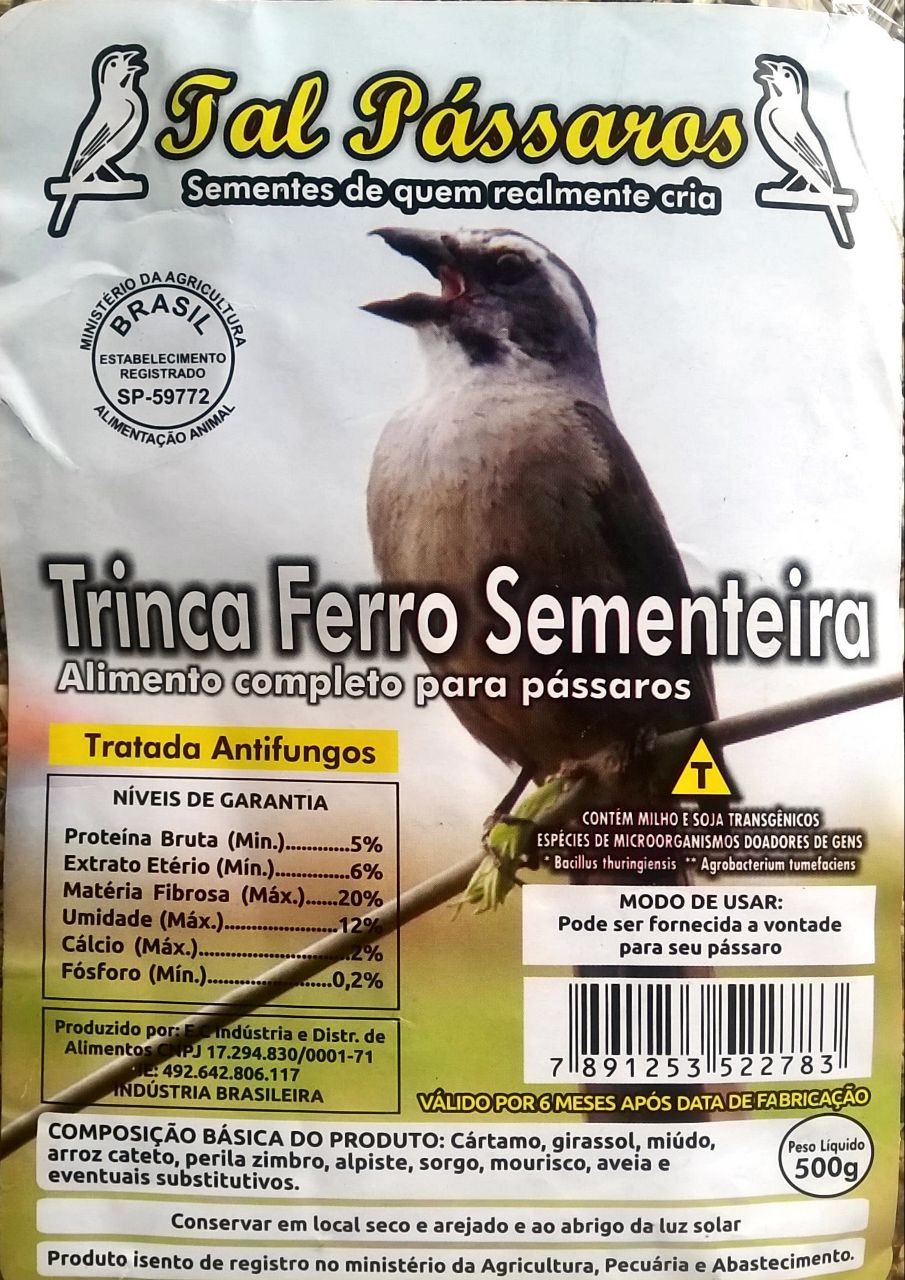 Tal Pássaros
Sementes de quem realmente cria
MINISTÉRIO DA AGRICULTURA
BRASIL
ESTABELECIMENTO
REGISTRADO
SP-59772
ALIMENTAÇÃO ANIMAL
Trinca Ferro Sementeira
Alimento completo para pássaros
Tratada Antifungos
NÍVEIS DE GARANTIA
Proteína Bruta (Min.)..............5%
Extrato Etério (Mín.)...............6%
Matéria Fibrosa (Máx.)......20%
Umidade (Máx.).....................12%
Cálcio (Máx.)...........................2%
Fósforo (Mín.)......................0,2%
T
CONTÉM MILHO E SOJA TRANSGÊNICOS
ESPÉCIES DE MICROORGANISMOS DOADORES DE GENS
* Bacillus thuringiensis ** Agrobacterium tumefaciens
MODO DE USAR:
Pode ser fornecida a vontade
para seu pássaro
7 891253 522783
Produzido por: E.C Indústria e Distr. de
Alimentos CNPJ 17.294.830/0001-71
IE: 492.642.806.117
INDÚSTRIA BRASILEIRA
VÁLIDO POR 6 MESES APÓS DATA DE FABRICAÇÃO
COMPOSIÇÃO BÁSICA DO PRODUTO: Cártamo, girassol, miúdo,
arroz cateto, perila zimbro, alpiste, sorgo, mourisco, aveia e
eventuais substitutivos.
Peso Líquido
500g
Conservar em local seco e arejado e ao abrigo da luz solar
Produto isento de registro no ministério da Agricultura, Pecuária e Abastecimento.